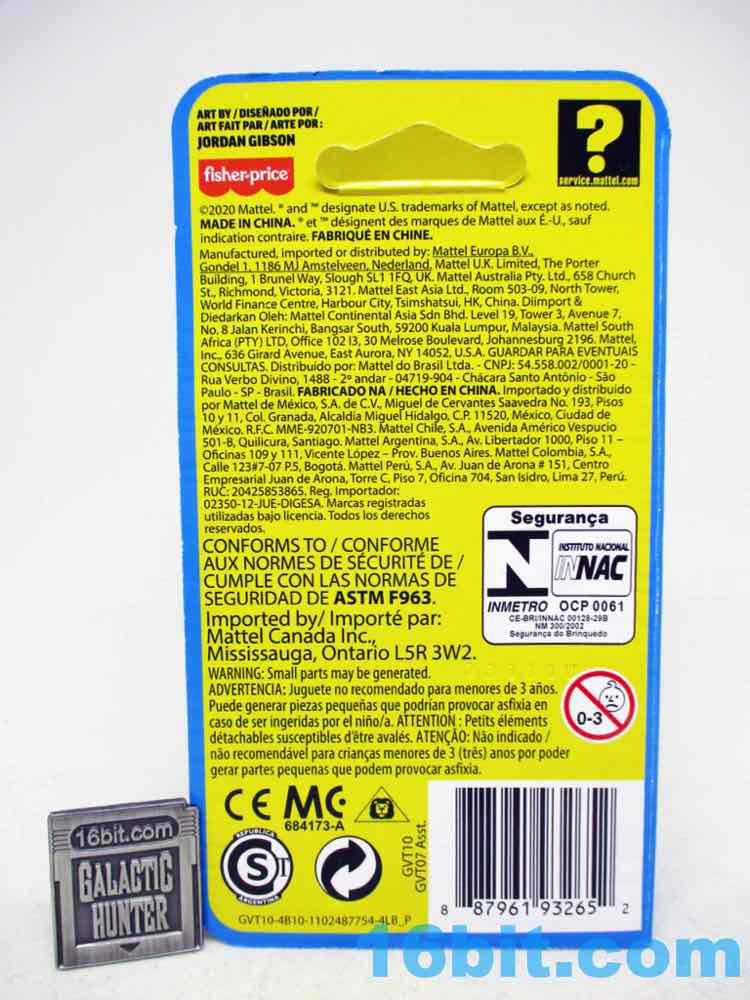 ART BY / DISEÑADO POR /
ART FAIT PAR / ARTE POR :
JORDAN GIBSON
fisher-price
?
service.mattel.com
©2020 Mattel. ® and ™ designate U.S. trademarks of Mattel, except as noted.
MADE IN CHINA. ® et ™ désignent des marques de Mattel aux É.-U., sauf
indication contraire. FABRIQUÉ EN CHINE.
Manufactured, imported or distributed by: Mattel Europa B.V.,
Gondel 1, 1186 MJ Amstelveen, Nederland. Mattel U.K. Limited, The Porter
Building, 1 Brunel Way, Slough SL1 1FQ, UK. Mattel Australia Pty. Ltd., 658 Church
St., Richmond, Victoria, 3121. Mattel East Asia Ltd., Room 503-09, North Tower,
World Finance Centre, Harbour City, Tsimshatsui, HK, China. Diimport &
Diedarkan Oleh: Mattel Continental Asia Sdn Bhd. Level 19, Tower 3, Avenue 7,
No. 8 Jalan Kerinchi, Bangsar South, 59200 Kuala Lumpur, Malaysia. Mattel South
Africa (PTY) LTD, Office 102 I3, 30 Melrose Boulevard, Johannesburg 2196. Mattel,
Inc., 636 Girard Avenue, East Aurora, NY 14052, U.S.A. GUARDAR PARA EVENTUAIS
CONSULTAS. Distribuído por: Mattel do Brasil Ltda. - CNPJ: 54.558.002/0001-20 -
Rua Verbo Divino, 1488 - 2º andar - 04719-904 - Chácara Santo Antônio - São
Paulo - SP - Brasil. FABRICADO NA / HECHO EN CHINA. Importado y distribuido
por Mattel de México, S.A. de C.V., Miguel de Cervantes Saavedra No. 193, Pisos
10 y 11, Col. Granada, Alcaldía Miguel Hidalgo, C.P. 11520, México, Ciudad de
México. R.F.C. MME-920701-NB3. Mattel Chile, S.A., Avenida Américo Vespucio
501-B, Quilicura, Santiago. Mattel Argentina, S.A., Av. Libertador 1000, Piso 11 –
Oficinas 109 y 111, Vicente López – Prov. Buenos Aires. Mattel Colombia, S.A.,
Calle 123#7-07 P.5, Bogotá. Mattel Perú, S.A., Av. Juan de Arona # 151, Centro
Empresarial Juan de Arona, Torre C, Piso 7, Oficina 704, San Isidro, Lima 27, Perú.
RUC: 20425853865. Reg. Importador:
02350-12-JUE-DIGESA. Marcas registradas
utilizadas bajo licencia. Todos los derechos
reservados.
CONFORMS TO / CONFORME
AUX NORMES DE SÉCURITÉ DE /
CUMPLE CON LAS NORMAS DE
SEGURIDAD DE ASTM F963.
Imported by/ Importé par:
Mattel Canada Inc.,
Mississauga, Ontario L5R 3W2.
Segurança
N
INSTITUTO NACIONAL
INNAC
INMETRO OCP 0061
CE-BRI/INNAC 00128-29B
NM 300/2002
Segurança do Brinquedo
WARNING: Small parts may be generated.
ADVERTENCIA: Juguete no recomendado para menores de 3 años.
Puede generar piezas pequeñas que podrían provocar asfixia en
caso de ser ingeridas por el niño/a. ATTENTION : Petits éléments
détachables susceptibles d'être avalés. ATENÇÃO: Não indicado /
não recomendável para crianças menores de 3 (três) anos por poder
gerar partes pequenas que podem provocar asfixia.
0-3
CE MC
684173-A
REPUBLICA
S
ARGENTINA
GVT10
GVT07 Asst.
8 87961 93265 2
GVT10-4B10-1102487754-4LB_P
16bit.com
GALACTIC
HUNTER
16bit.com